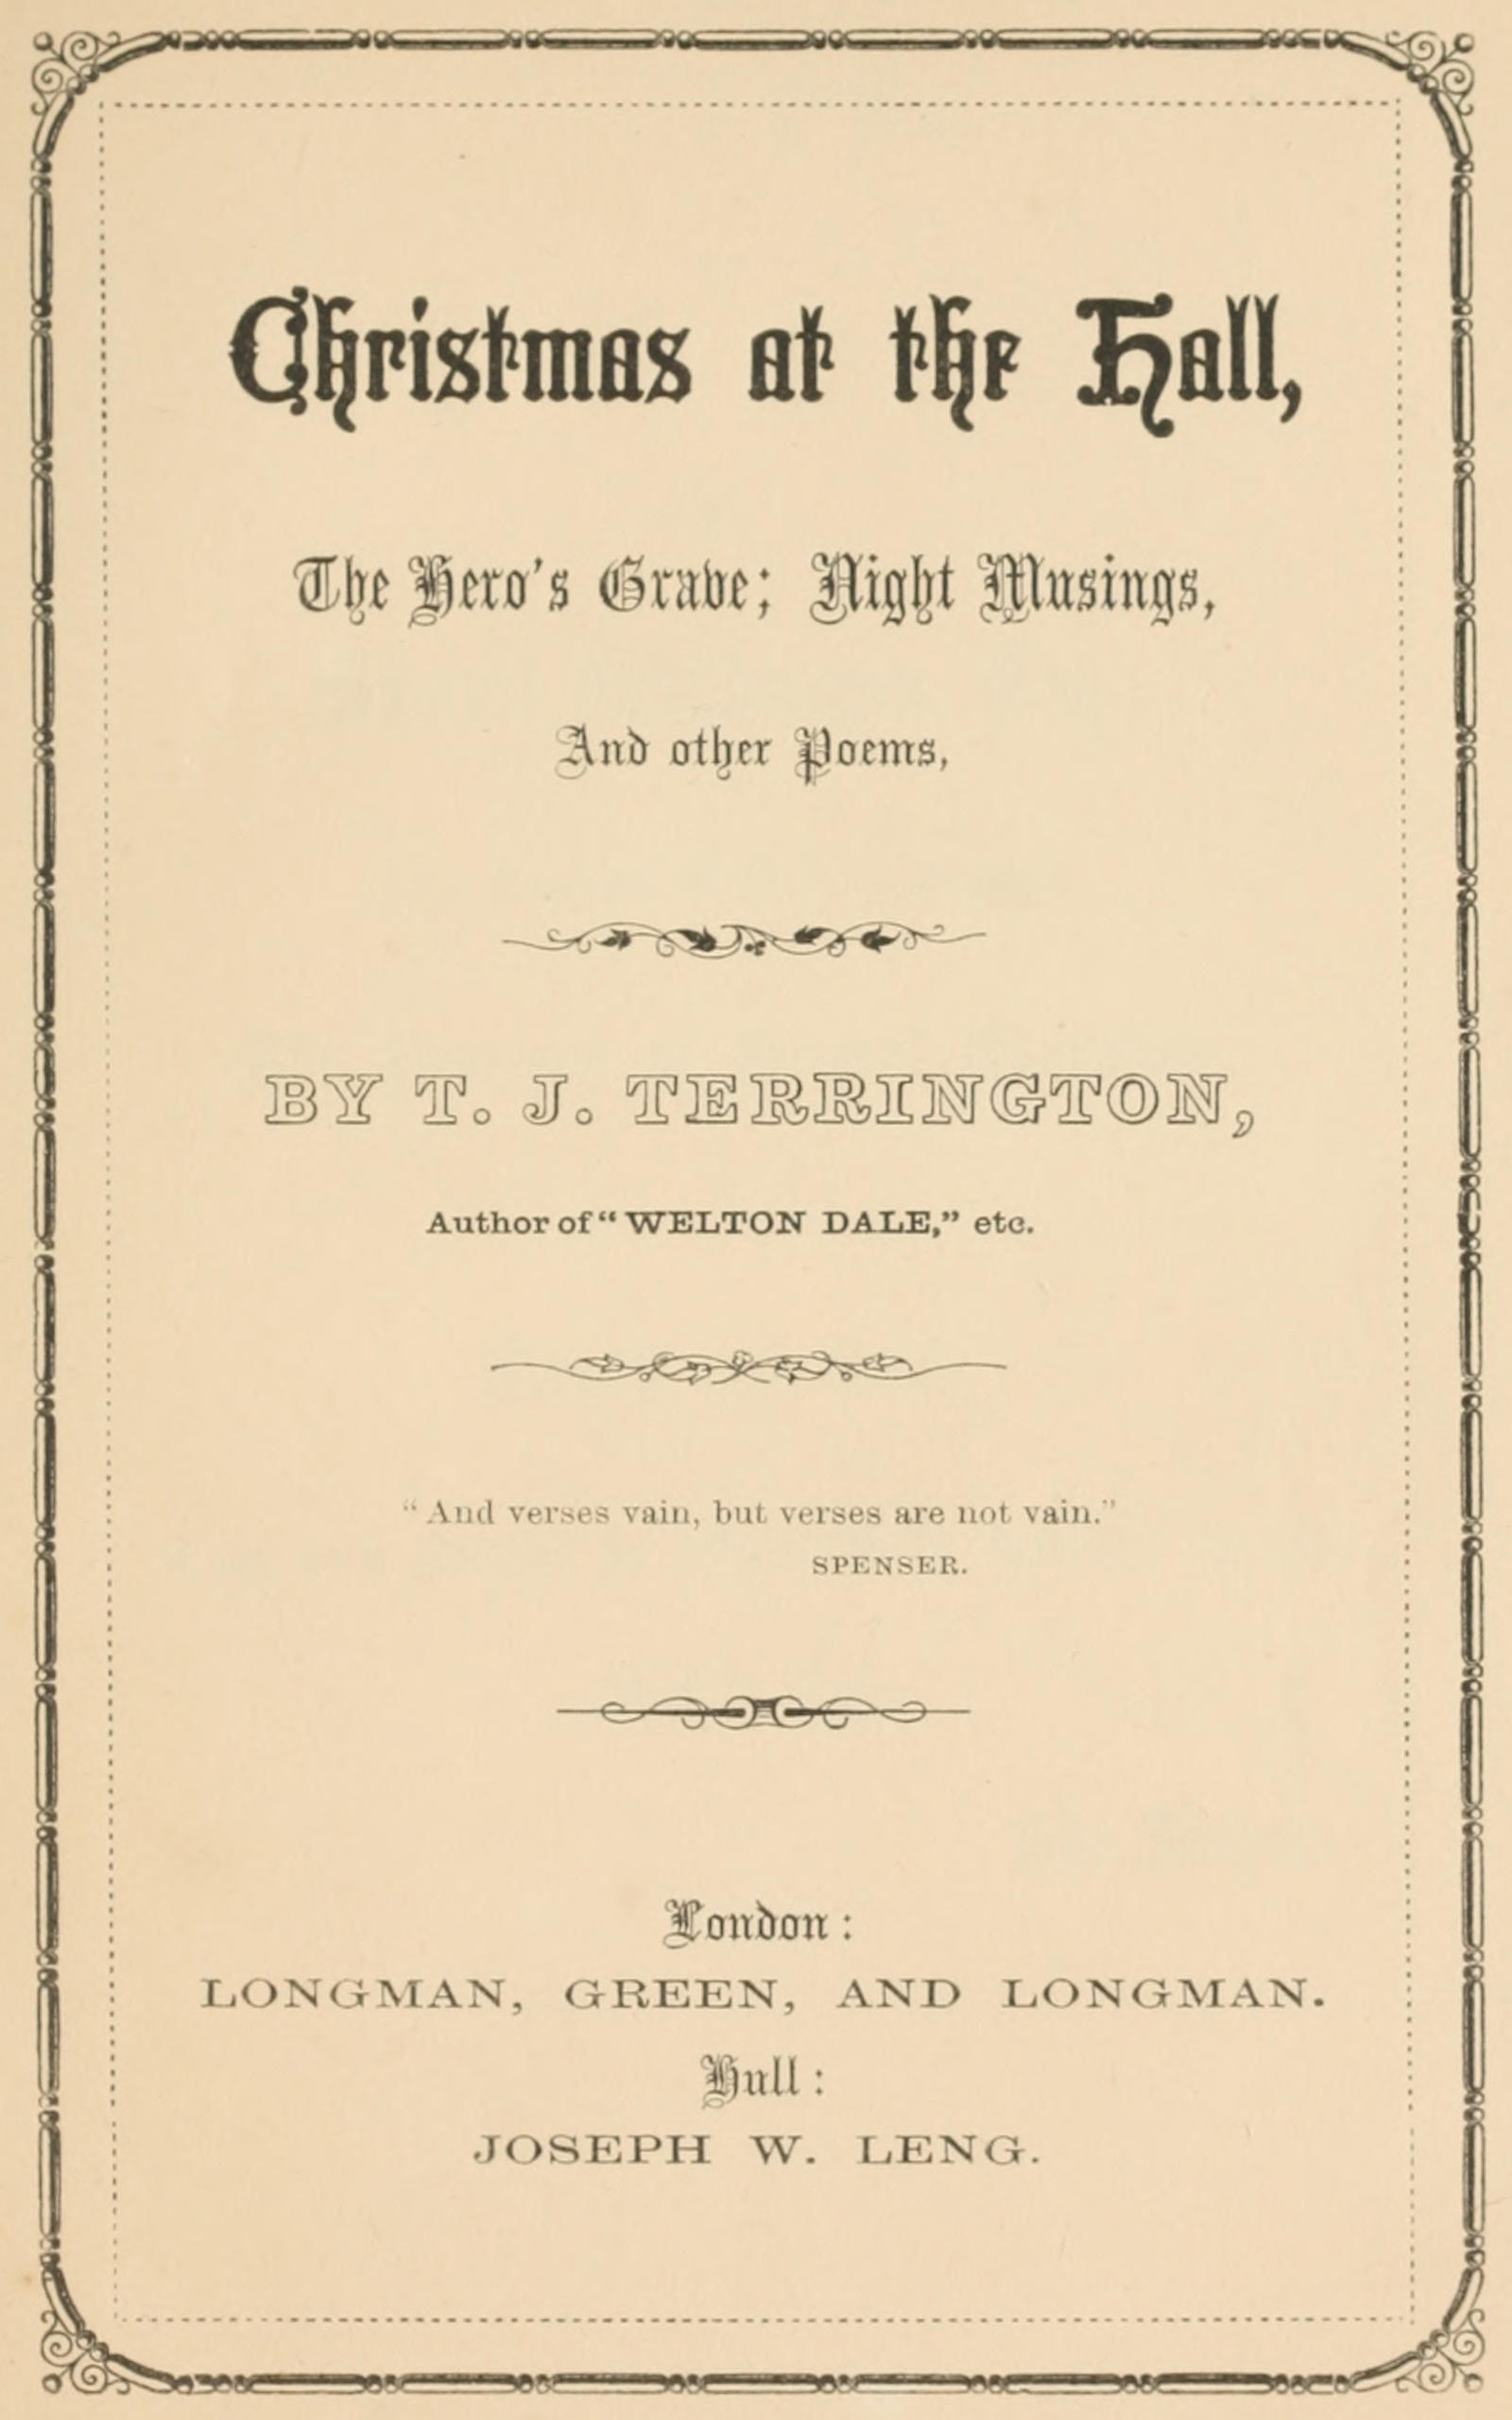 Christmas at the Hall,
The Hero's Grave; Night Musings,
And other Poems,
BY T. J. TERRINGTON,
Author of "WELTON DALE," etc.
"And verses vain, but verses are not vain."
SPENSER.
London:
LONGMAN, GREEN, AND LONGMAN.
Hull:
JOSEPH W. LENG.